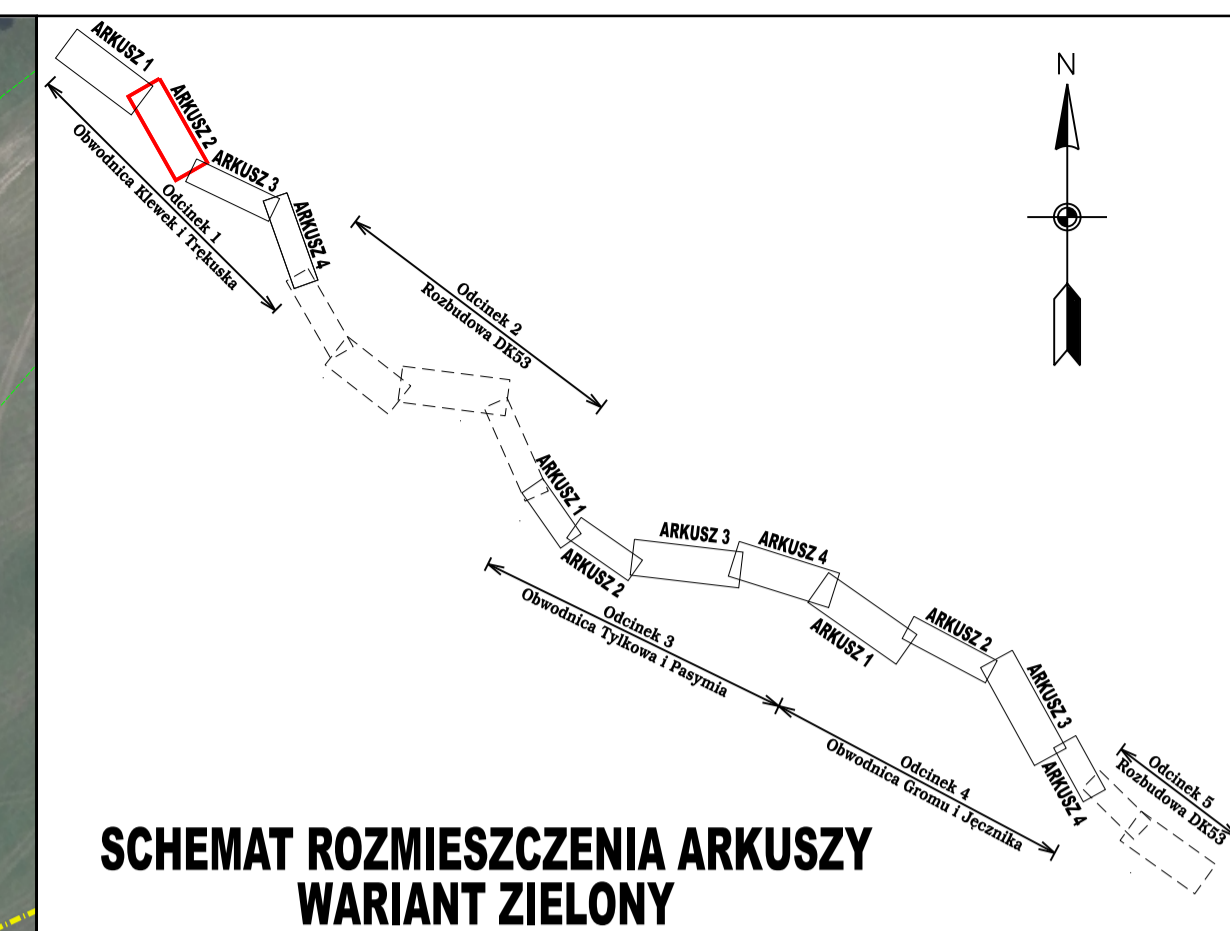 ARKUSZ 1
ARKUSZ 2
ARKUSZ 3
ARKUSZ 4
Odcinek 1
Obwodnica Klewek i Trękuska
N
Odcinek 2
Rozbudowa DK53
ARKUSZ 1
ARKUSZ 2
ARKUSZ 3
ARKUSZ 4
Odcinek 3
Obwodnica Tylkowa i Pasymia
ARKUSZ 1
ARKUSZ 2
ARKUSZ 3
ARKUSZ 4
Odcinek 4
Obwodnica Gromu i Jęcznika
Odcinek 5
Rozbudowa DK53
SCHEMAT ROZMIESZCZENIA ARKUSZY
WARIANT ZIELONY